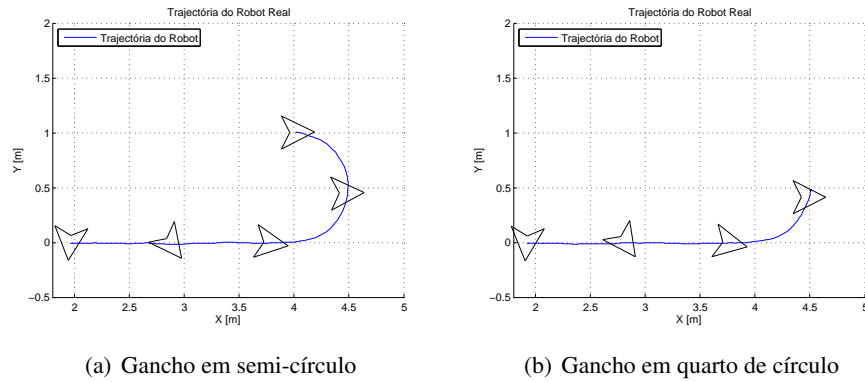 Trajectória do Robot Real
Trajectória do Robot
2
1.5
1
0.5
0
−0.5
Y [m]
2
2.5
3
3.5
4
4.5
5
X [m]
(a) Gancho em semi-círculo
Trajectória do Robot Real
Trajectória do Robot
2
1.5
1
0.5
0
−0.5
Y [m]
2
2.5
3
3.5
4
4.5
5
X [m]
(b) Gancho em quarto de círculo